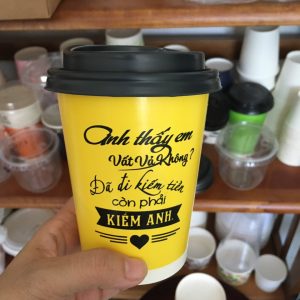 Anh thấy em
Vất Vả Không?
Đã đi kiếm tiền
còn phải
KIẾM ANH